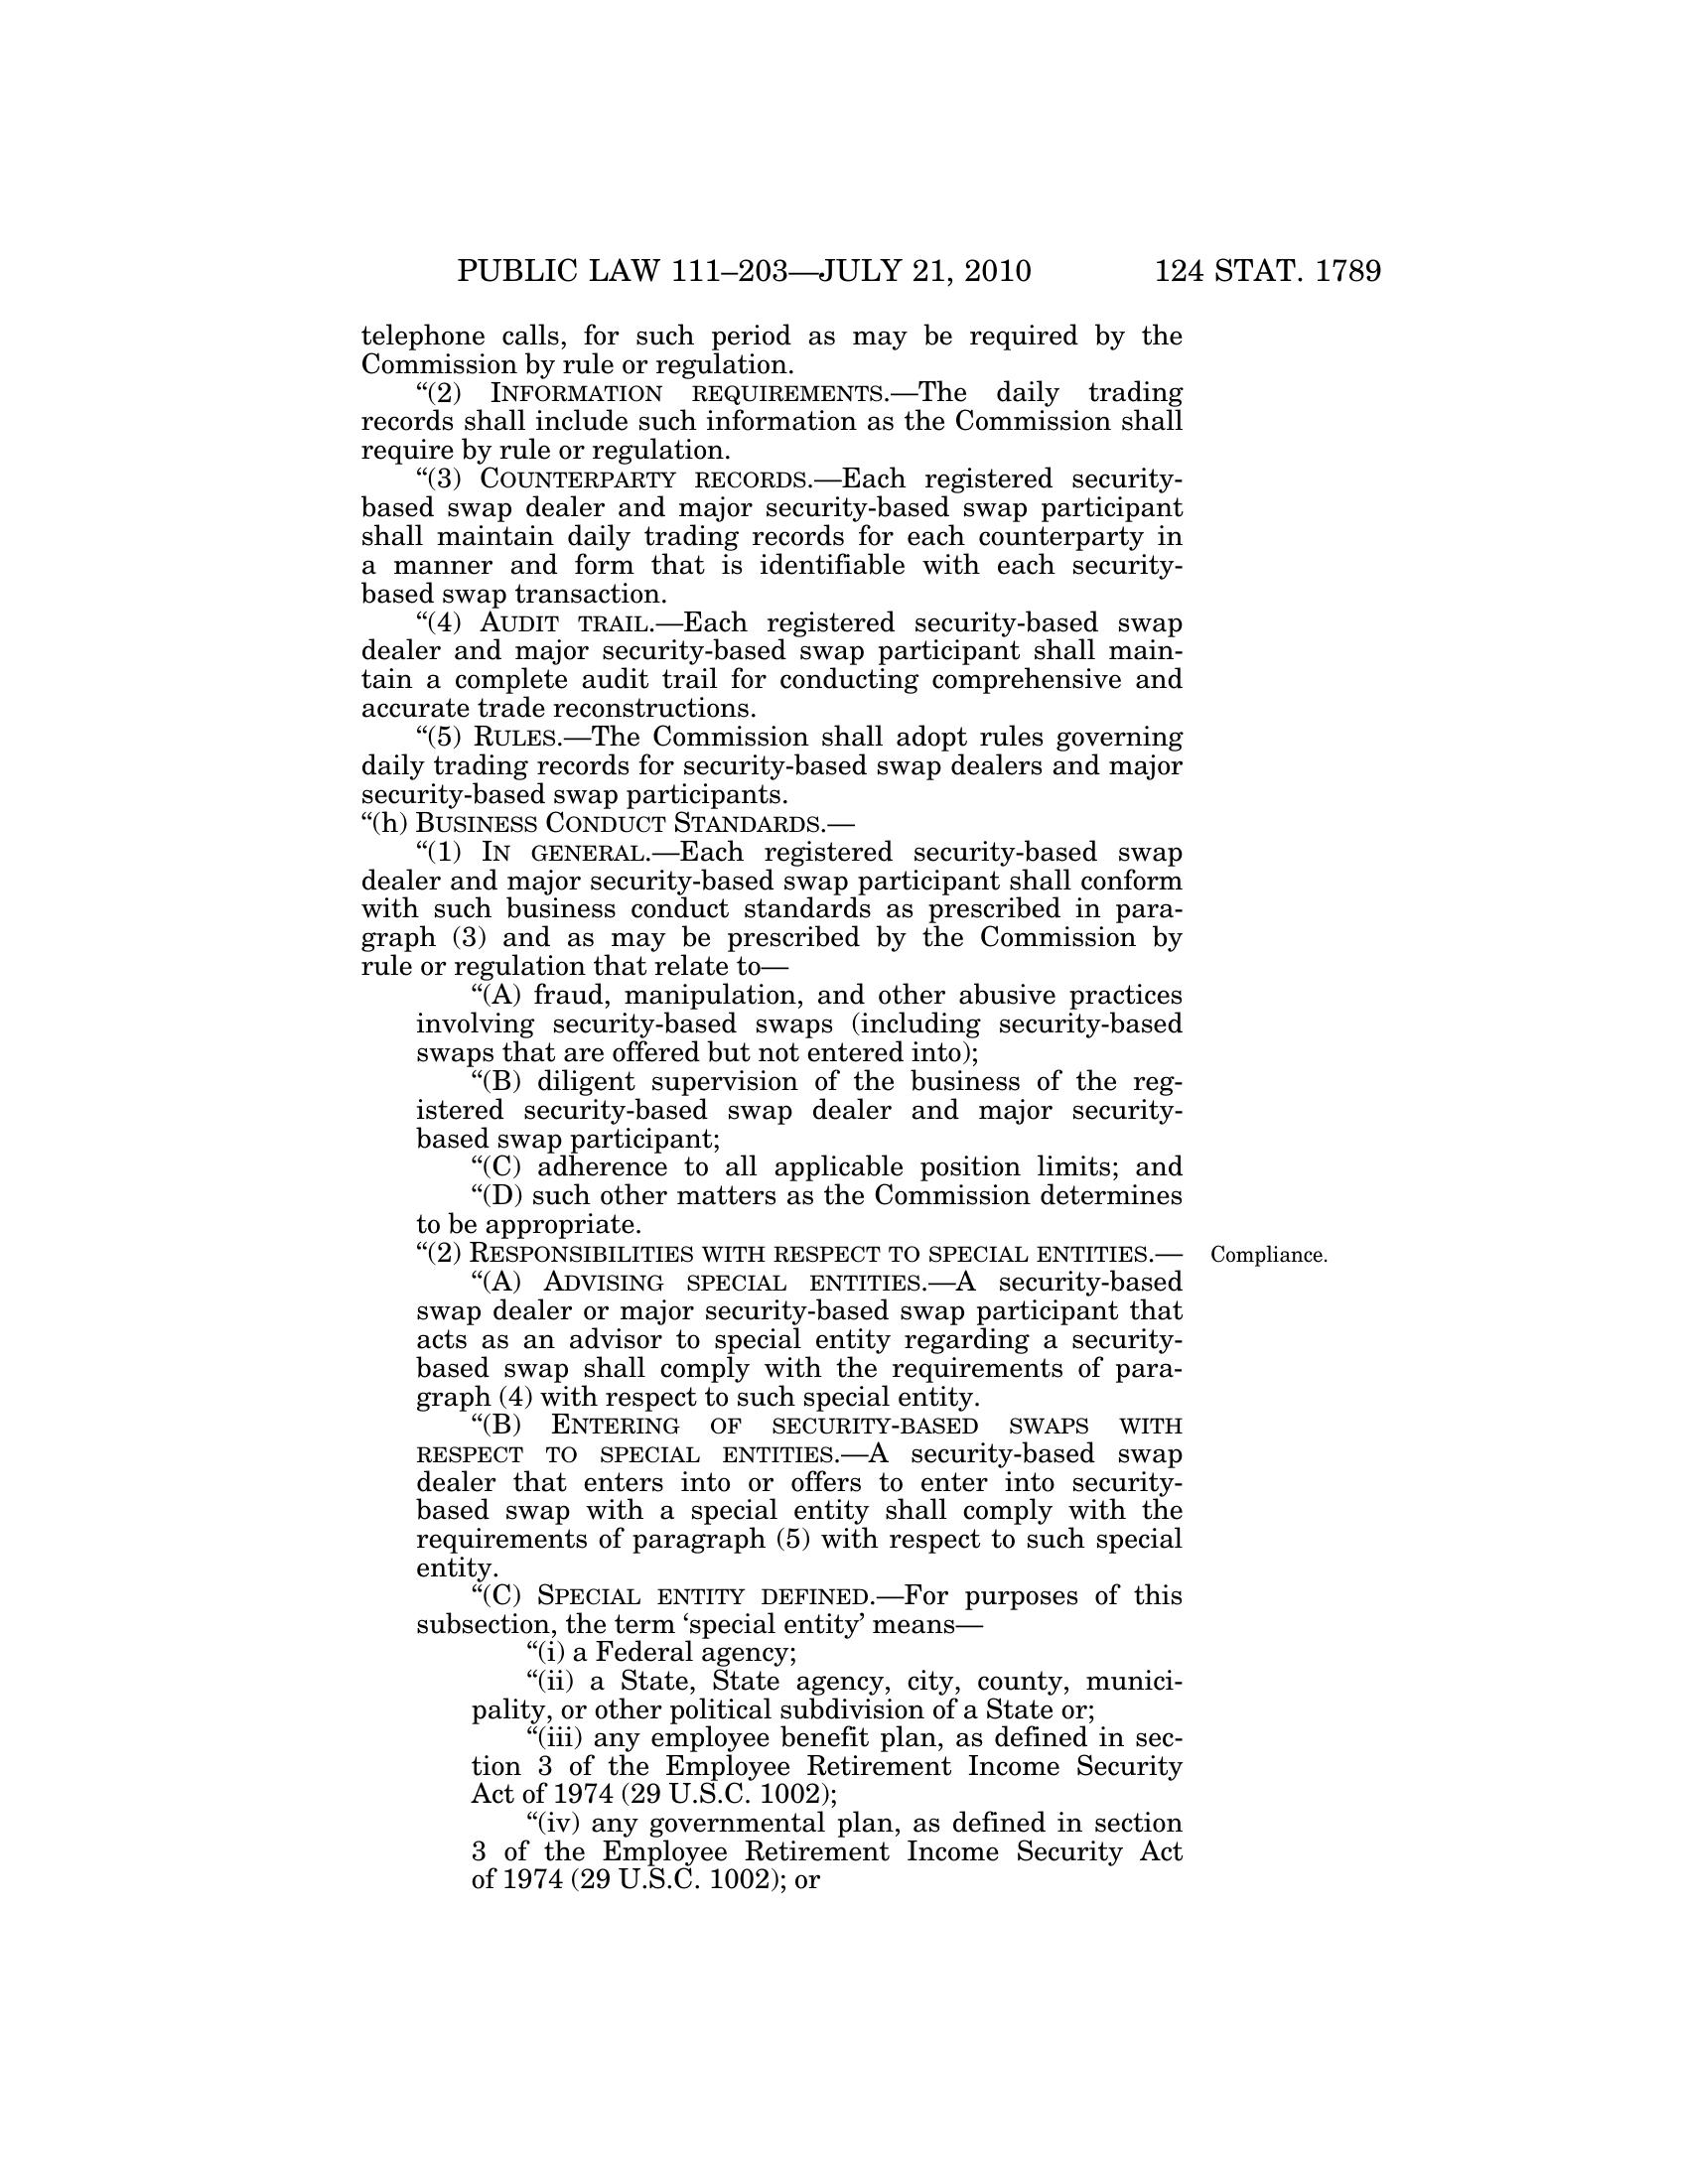 PUBLIC LAW 111–203—JULY 21, 2010 124 STAT. 1789
telephone calls, for such period as may be required by the
Commission by rule or regulation.
“(2) INFORMATION REQUIREMENTS.—The daily trading
records shall include such information as the Commission shall
require by rule or regulation.
“(3) COUNTERPARTY RECORDS.—Each registered security-
based swap dealer and major security-based swap participant
shall maintain daily trading records for each counterparty in
a manner and form that is identifiable with each security-
based swap transaction.
“(4) AUDIT TRAIL.—Each registered security-based swap
dealer and major security-based swap participant shall main-
tain a complete audit trail for conducting comprehensive and
accurate trade reconstructions.
“(5) RULES.—The Commission shall adopt rules governing
daily trading records for security-based swap dealers and major
security-based swap participants.
“(h) BUSINESS CONDUCT STANDARDS.—
“(1) IN GENERAL.—Each registered security-based swap
dealer and major security-based swap participant shall conform
with such business conduct standards as prescribed in para-
graph (3) and as may be prescribed by the Commission by
rule or regulation that relate to—
“(A) fraud, manipulation, and other abusive practices
involving security-based swaps (including security-based
swaps that are offered but not entered into);
“(B) diligent supervision of the business of the reg-
istered security-based swap dealer and major security-
based swap participant;
“(C) adherence to all applicable position limits; and
“(D) such other matters as the Commission determines
to be appropriate.
“(2) RESPONSIBILITIES WITH RESPECT TO SPECIAL ENTITIES.— Compliance.
“(A) ADVISING SPECIAL ENTITIES.—A security-based
swap dealer or major security-based swap participant that
acts as an advisor to special entity regarding a security-
based swap shall comply with the requirements of para-
graph (4) with respect to such special entity.
“(B) ENTERING OF SECURITY-BASED SWAPS WITH
RESPECT TO SPECIAL ENTITIES.—A security-based swap
dealer that enters into or offers to enter into security-
based swap with a special entity shall comply with the
requirements of paragraph (5) with respect to such special
entity.
“(C) SPECIAL ENTITY DEFINED.—For purposes of this
subsection, the term ‘special entity’ means—
“(i) a Federal agency;
“(ii) a State, State agency, city, county, munici-
pality, or other political subdivision of a State or;
“(iii) any employee benefit plan, as defined in sec-
tion 3 of the Employee Retirement Income Security
Act of 1974 (29 U.S.C. 1002);
“(iv) any governmental plan, as defined in section
3 of the Employee Retirement Income Security Act
of 1974 (29 U.S.C. 1002); or